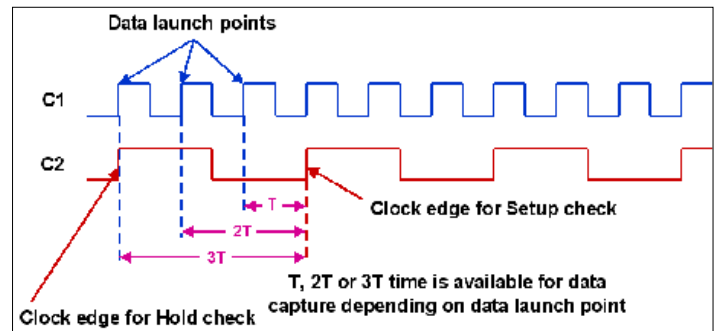 Data launch points
C1
C2
T
Clock edge for Setup check
2T
3T
T, 2T or 3T time is available for data
capture depending on data launch point
Clock edge for Hold check